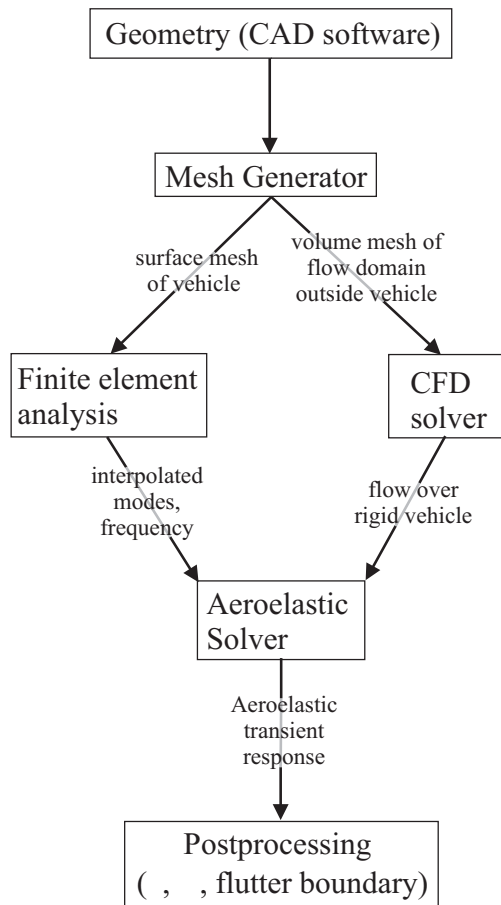 Geometry (CAD software)
Mesh Generator
surface mesh
of vehicle
volume mesh of
flow domain
outside vehicle
Finite element
analysis
CFD
solver
interpolated
modes,
frequency
flow over
rigid vehicle
Aeroelastic
Solver
Aeroelastic
transient
response
Postprocessing
( , , flutter boundary)